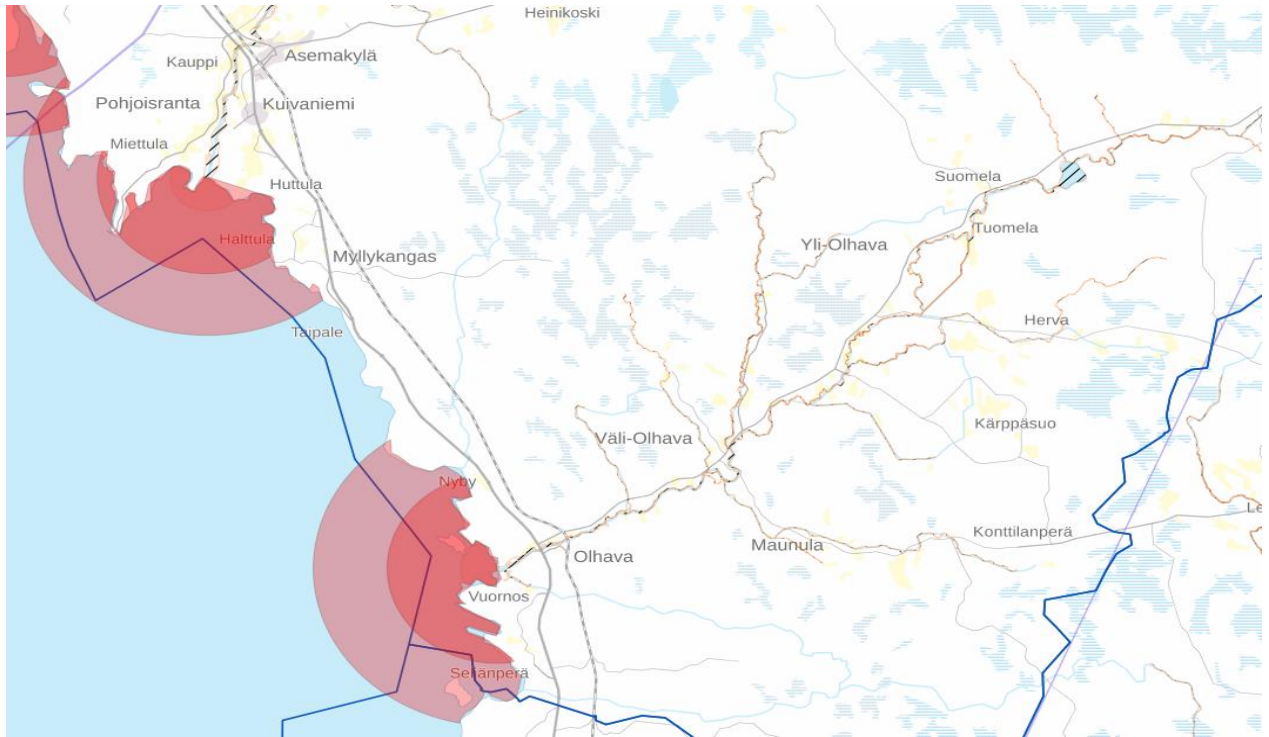 Heinikoski
Asemakylä
Kauppi
Pohjoisranta
Kuivaniemi
Miettula
Huttula
Suomela
Tuomela
Halttula
Yli-Olhava
Myllykangas
Herva
Taipale
Kärppäsuo
Väli-Olhava
Nyby
Le
Konttilanperä
Maunula
Olhava
Vuornos